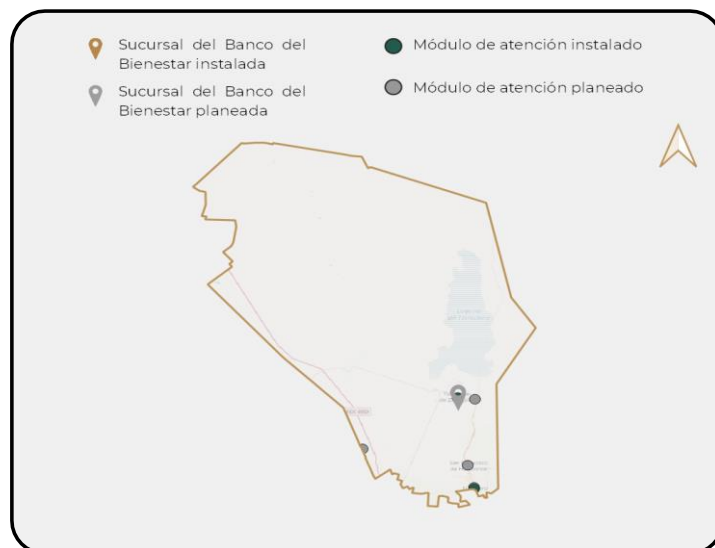 Sucursal del Banco del
Bienestar instalada
Módulo de atención instalado
Sucursal del Banco del
Bienestar planeada
Módulo de atención planeado